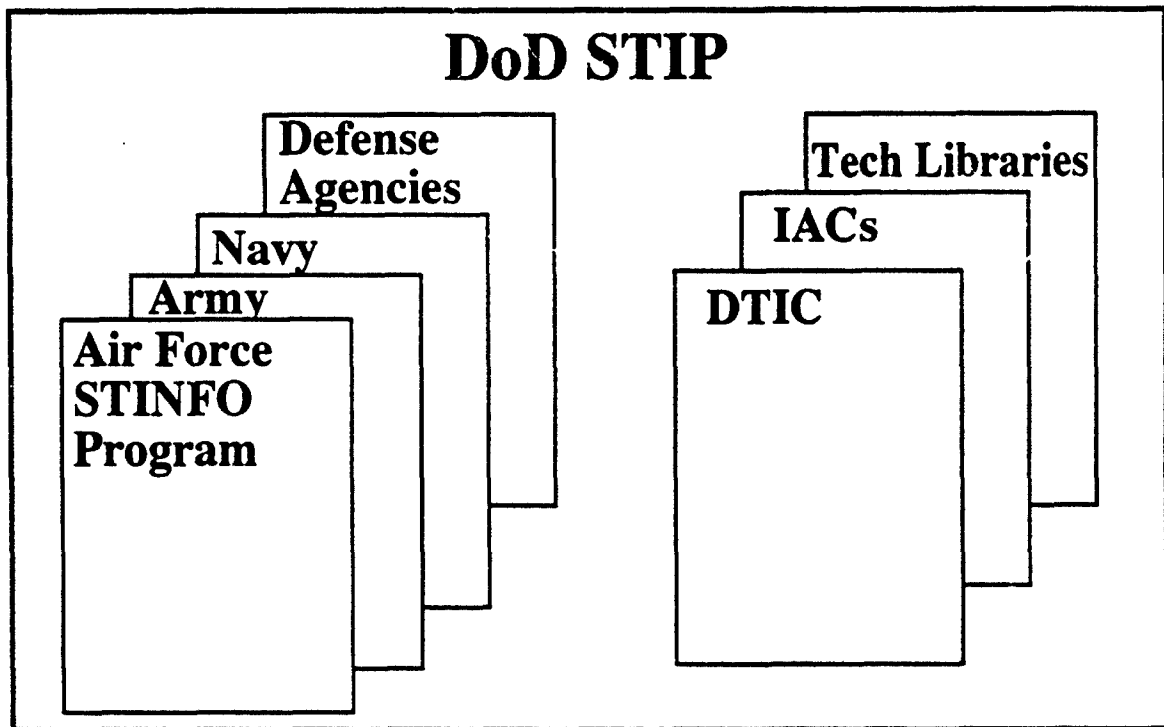 DoD STIP
Defense
Agencies
Navy
Army
Air Force
STINFO
Program
Tech Libraries
IACs
DTIC